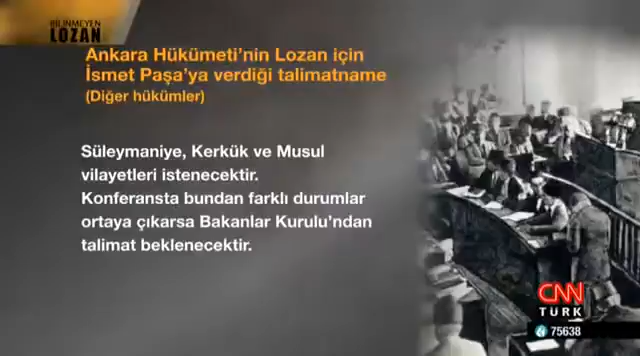 BİLİNMEYEN
LOZAN
Ankara Hükümeti'nin Lozan için
İsmet Paşa'ya verdiği talimatname
(Diğer hükümler)
Süleymaniye, Kerkük ve Musul
vilayetleri istenecektir.
Konferansta bundan farklı durumlar
ortaya çıkarsa Bakanlar Kurulu'ndan
talimat beklenecektir.
CNN
TÜRK
75638